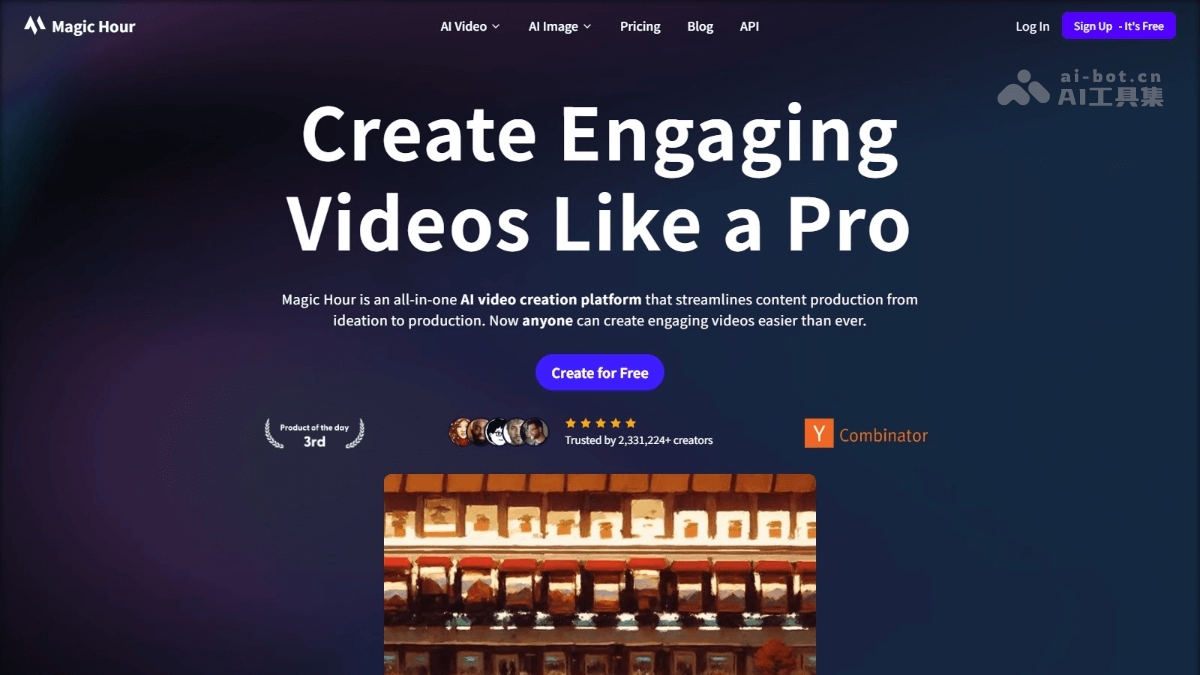 Magic Hour
AI Video
AI Image
Pricing
Blog
API
Log In
Sign Up - It's Free
ai-bot.cn
AI工具集
Create Engaging
Videos Like a Pro
Magic Hour is an all-in-one AI video creation platform that streamlines content production from
ideation to production. Now anyone can create engaging videos easier than ever.
Create for Free
Product of the day
3rd
Trusted by 2,331,224+ creators
Y Combinator